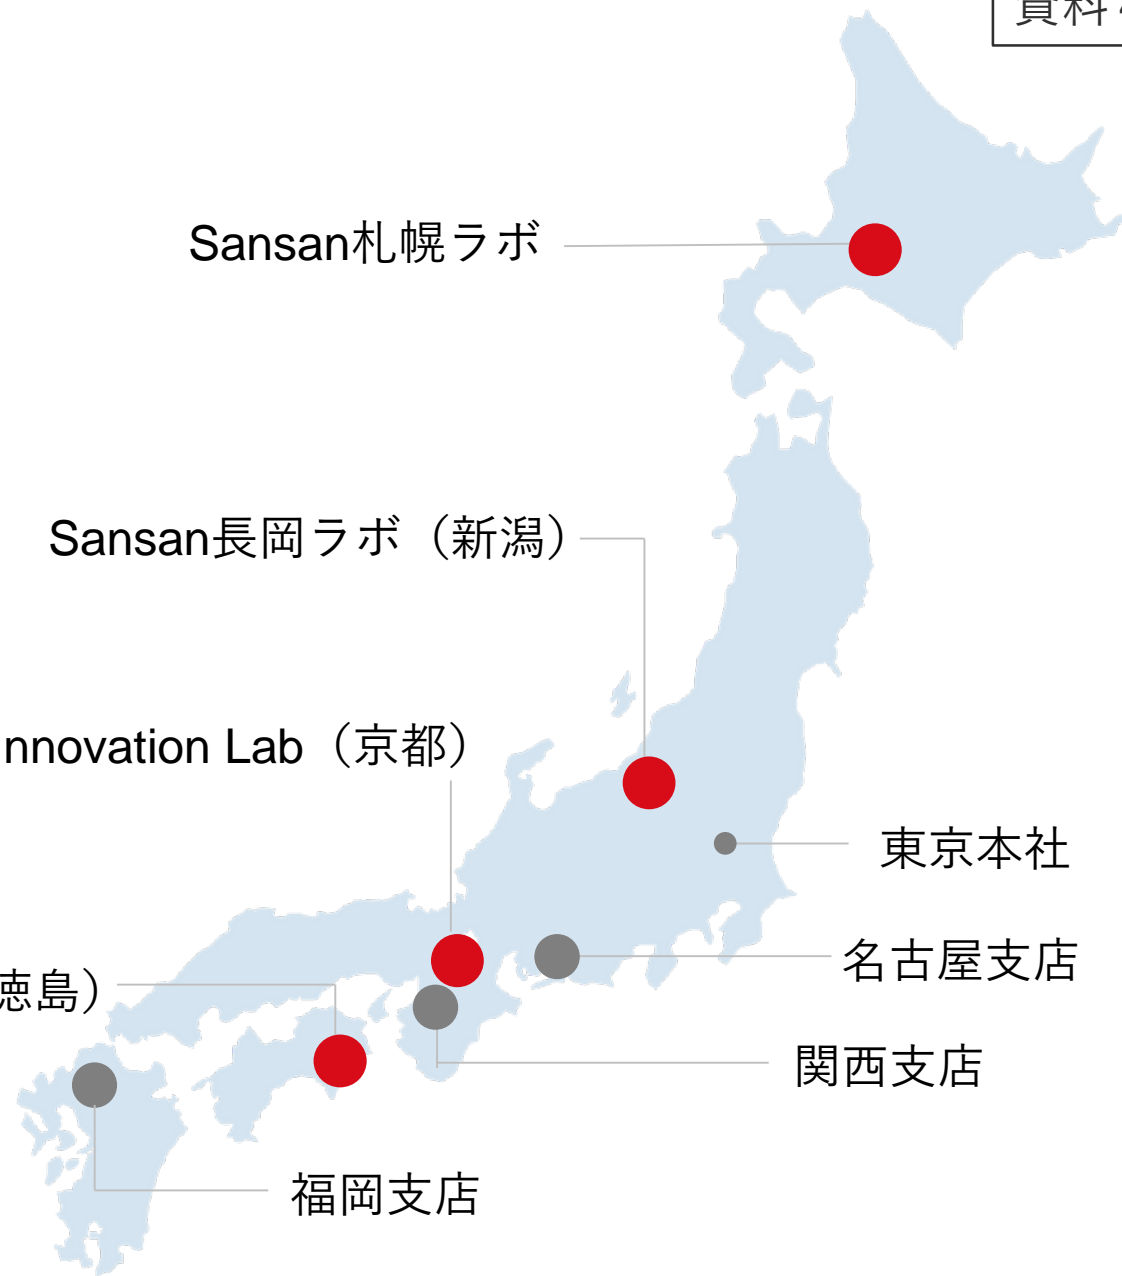 資料
Sansan札幌ラボ
Sansan長岡ラボ（新潟）
nnovation Lab（京都）
東京本社
名古屋支店
徳島）
関西支店
福岡支店